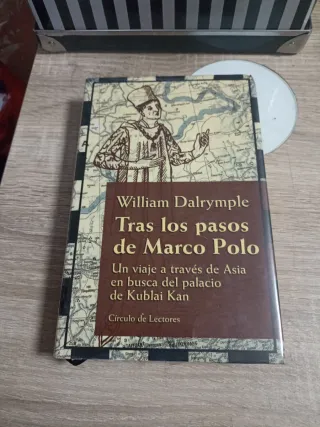 William Dalrymple
Tras los pasos
de Marco Polo
Un viaje a través de Asia
en busca del palacio
de Kublai Kan
Círculo de Lectores